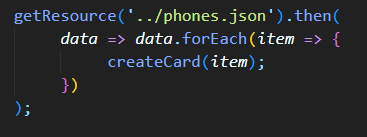 getResource('../phones.json').then(
    data => data.forEach(item => {
        createCard(item);
    })
);